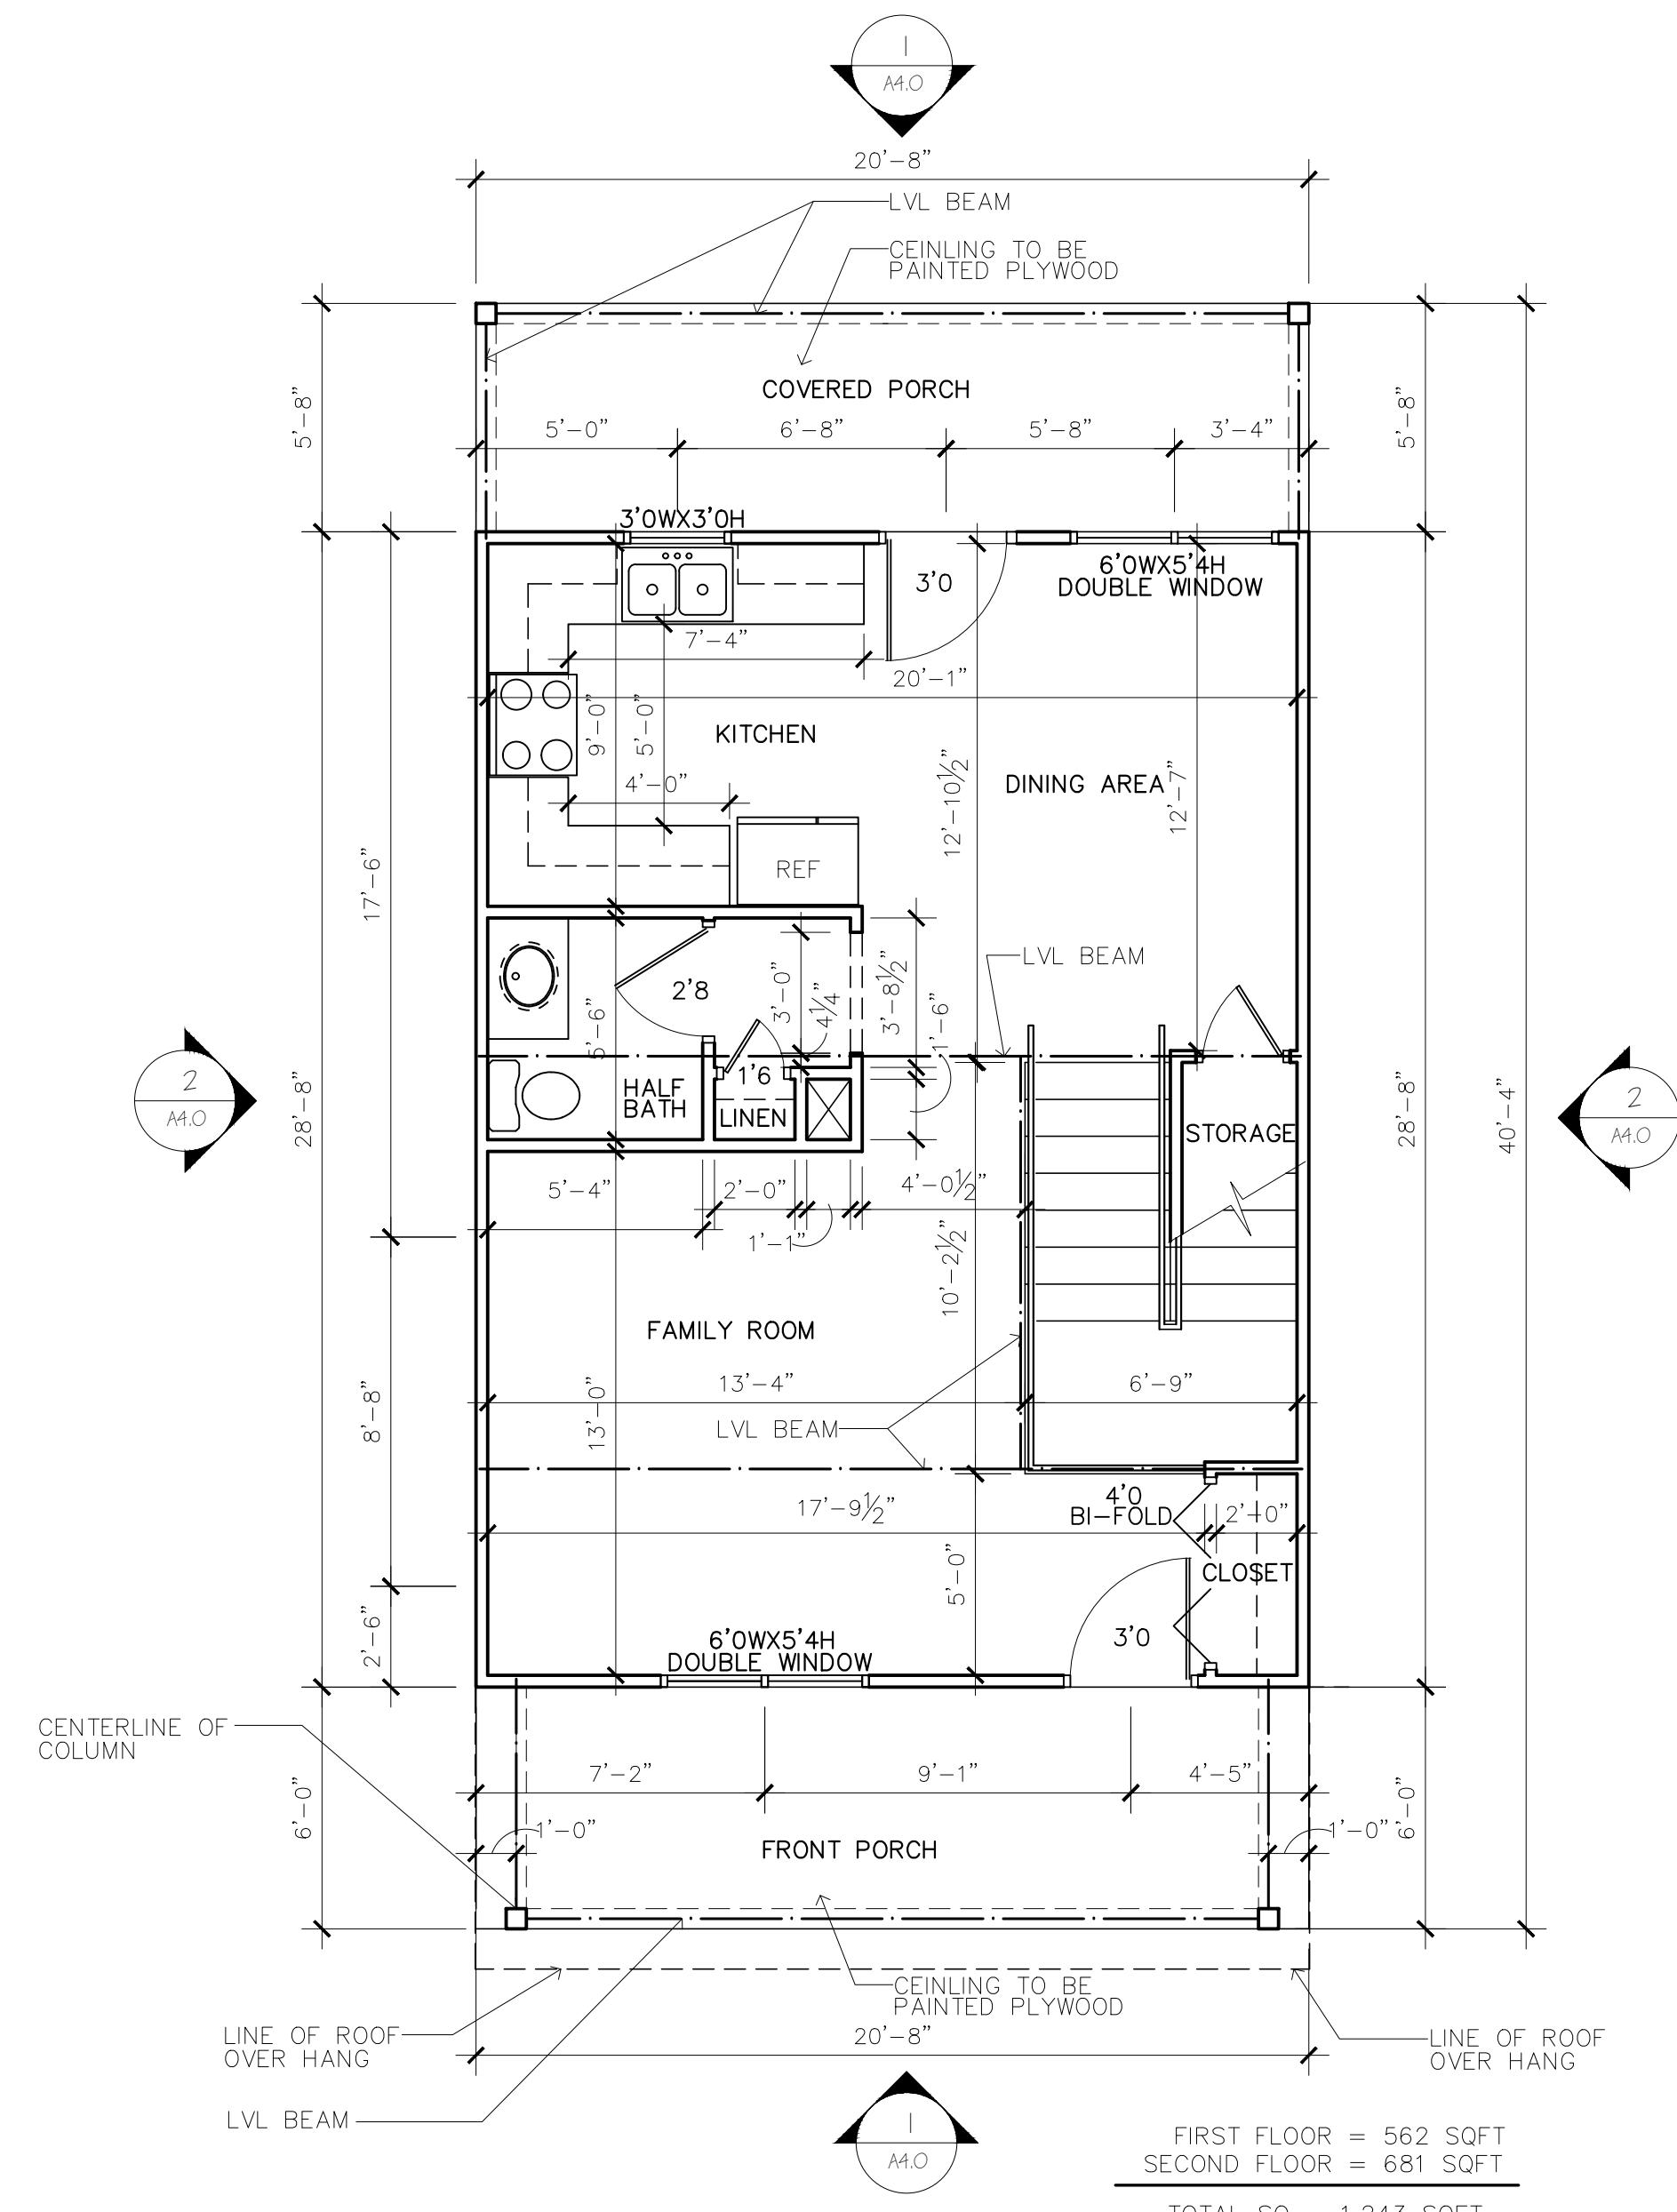 1
A4.0
20'-8"
LVL BEAM
CEINLING TO BE
PAINTED PLYWOOD
5'-8"
COVERED PORCH
5'-8"
5'-0"
6'-8"
5'-8"
3'-4"
3'0WX3'0H
3'0
6'0WX5'4H
DOUBLE WINDOW
7'-4"
20'-1"
9'-0"
5'-0"
KITCHEN
4'-0"
12'-10½"
DINING AREA
12'-7"
REF
17'-6"
LVL BEAM
2'8
3'-0"
4¼"
3'-8½"
1'-6"
5'-6"
1'6
HALF
BATH
LINEN
STORAGE
2
A4.0
28'-8"
28'-8"
40'-4"
2
A4.0
5'-4"
2'-0"
4'-0½"
1'-1"
10'-2½"
FAMILY ROOM
13'-4"
6'-9"
8'-8"
13'-0"
LVL BEAM
4'0
BI-FOLD
17'-9½"
2'-0"
5'-0"
CLOSET
2'-6"
6'0WX5'4H
DOUBLE WINDOW
3'0
CENTERLINE OF
COLUMN
7'-2"
9'-1"
4'-5"
6'-0"
1'-0"
FRONT PORCH
1'-0"
6'-0"
CEINLING TO BE
PAINTED PLYWOOD
20'-8"
LINE OF ROOF
OVER HANG
LINE OF ROOF
OVER HANG
LVL BEAM
1
A4.0
FIRST FLOOR = 562 SQFT
SECOND FLOOR = 681 SQFT
TOTAL SQ = 1,243 SQFT